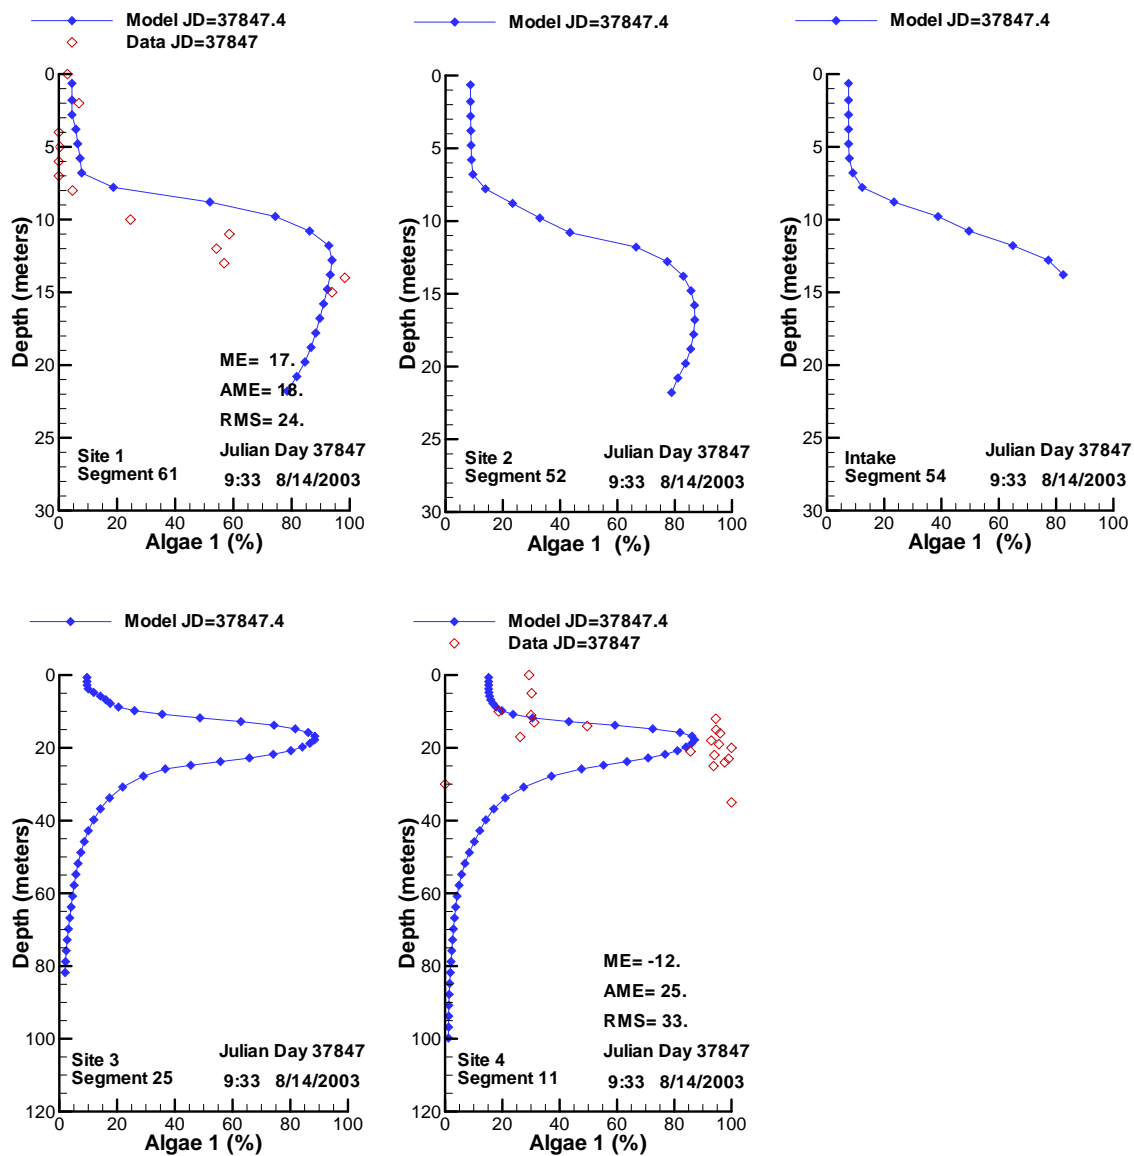 Model JD=37847.4
Data JD=37847
0
5
10
15
20
25
30
Depth (meters)
ME= 17.
AME= 18.
RMS= 24.
Site 1
Segment 61
Julian Day 37847
9:33 8/14/2003
0 20 40 60 80 100
Algae 1 (%)
Model JD=37847.4
0
5
10
15
20
25
30
Depth (meters)
Site 2
Segment 52
Julian Day 37847
9:33 8/14/2003
0 20 40 60 80 100
Algae 1 (%)
Model JD=37847.4
0
5
10
15
20
25
30
Depth (meters)
Intake
Segment 54
Julian Day 37847
9:33 8/14/2003
0 20 40 60 80 100
Algae 1 (%)
Model JD=37847.4
0
20
40
60
80
100
120
Depth (meters)
Site 3
Segment 25
Julian Day 37847
9:33 8/14/2003
0 20 40 60 80 100
Algae 1 (%)
Model JD=37847.4
Data JD=37847
0
20
40
60
80
100
120
Depth (meters)
ME= -12.
AME= 25.
RMS= 33.
Site 4
Segment 11
Julian Day 37847
9:33 8/14/2003
0 20 40 60 80 100
Algae 1 (%)